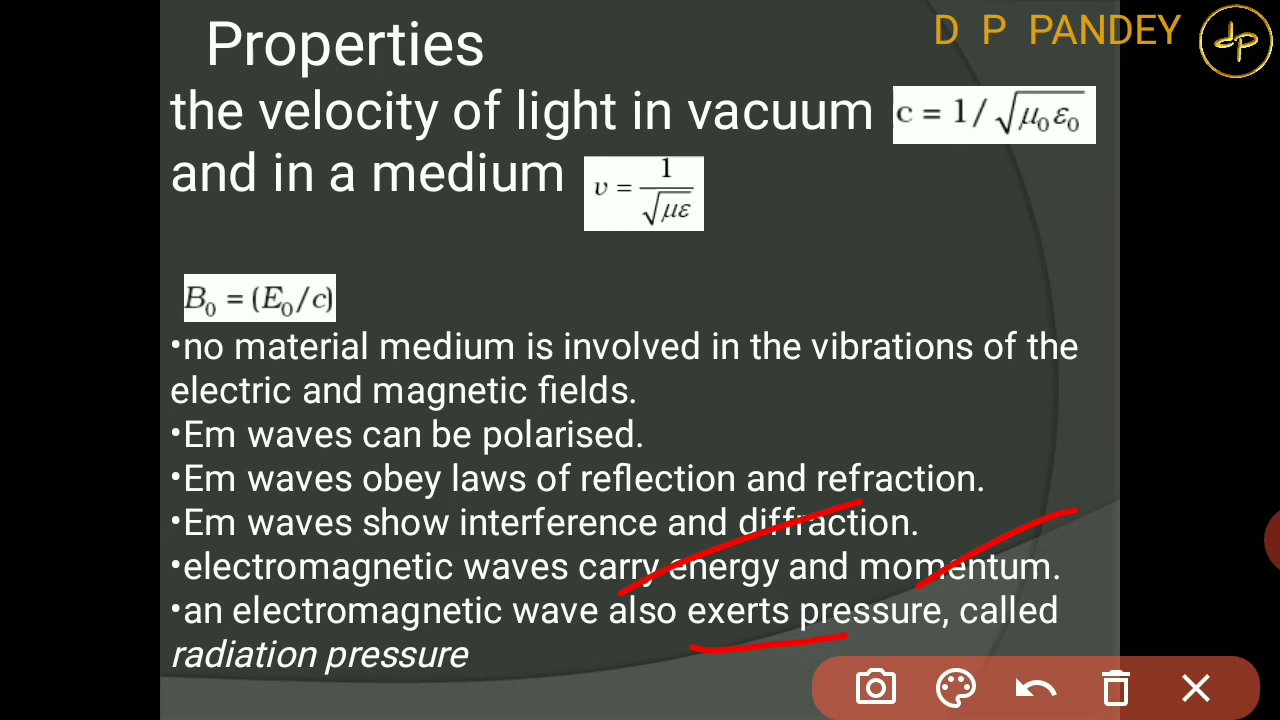 D P PANDEY
dp
Properties
the velocity of light in vacuum c = 1/√μ₀ε₀
and in a medium v = 1/√με
B₀ = (E₀/c)
•no material medium is involved in the vibrations of the
electric and magnetic fields.
•Em waves can be polarised.
•Em waves obey laws of reflection and refraction.
•Em waves show interference and diffraction.
•electromagnetic waves carry energy and momentum.
•an electromagnetic wave also exerts pressure, called
radiation pressure